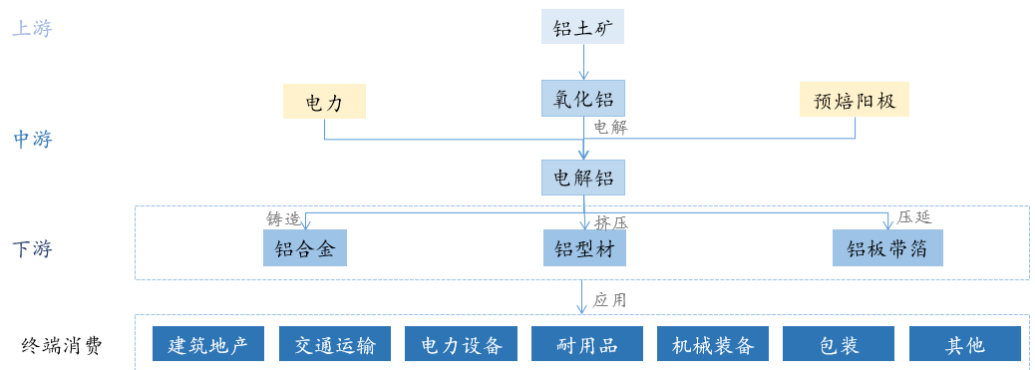 上游
铝土矿
电力
氧化铝
预焙阳极
电解
中游
电解铝
铸造
挤压
压延
下游
铝合金
铝型材
铝板带箔
应用
终端消费
建筑地产
交通运输
电力设备
耐用品
机械装备
包装
其他